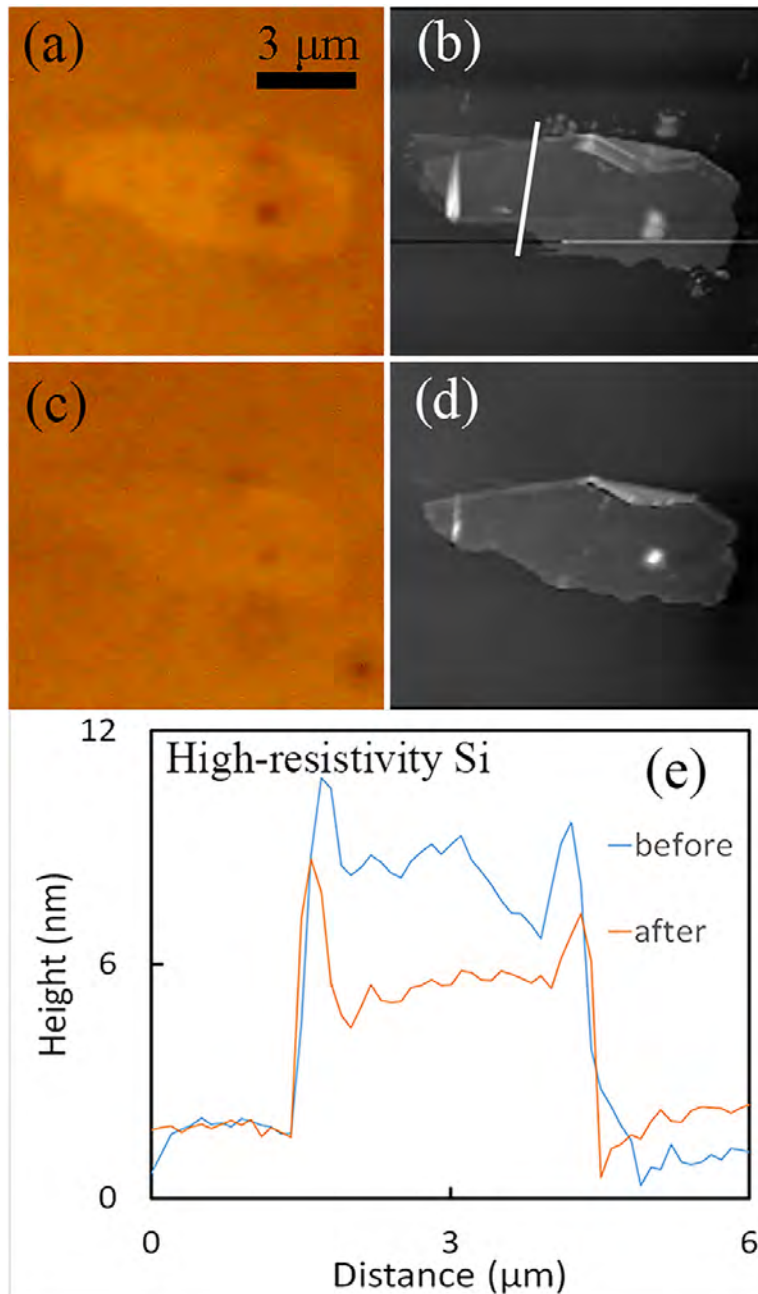 (a)
3 μm
(b)
(c)
(d)
12
High-resistivity Si
(e)
before
after
6
Height (nm)
0
0
3
6
Distance (μm)